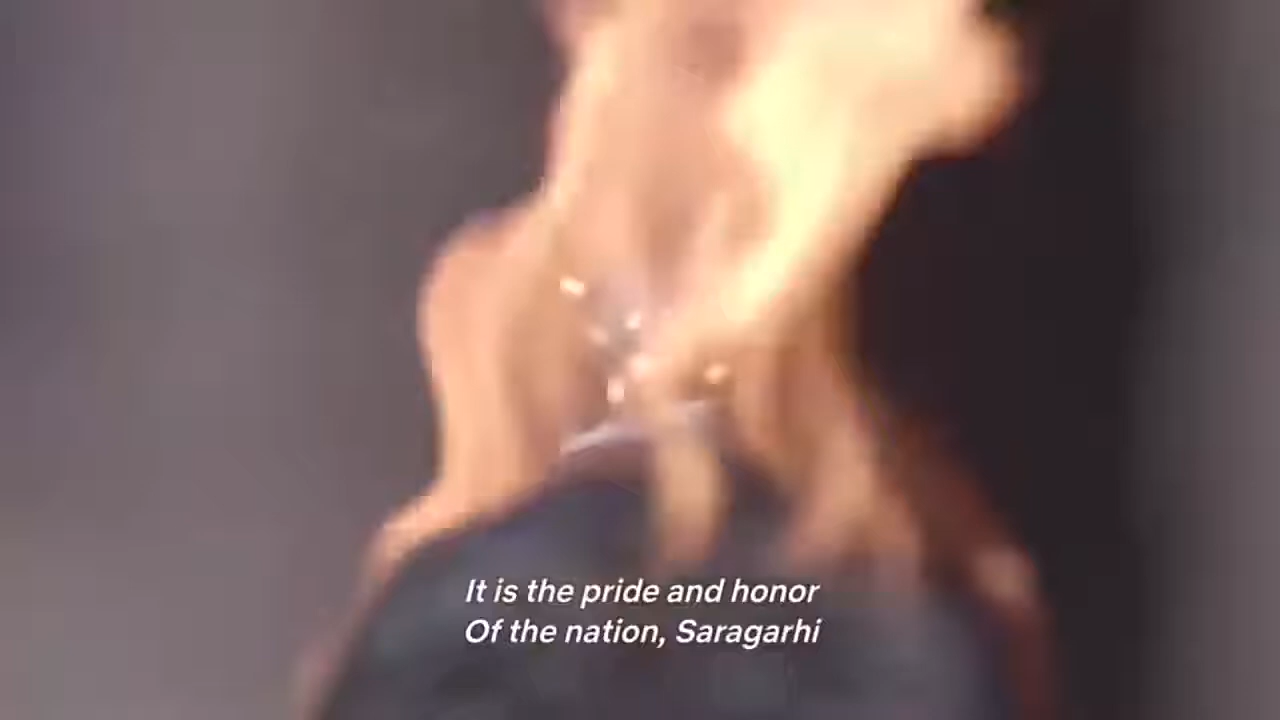 It is the pride and honor
Of the nation, Saragarhi